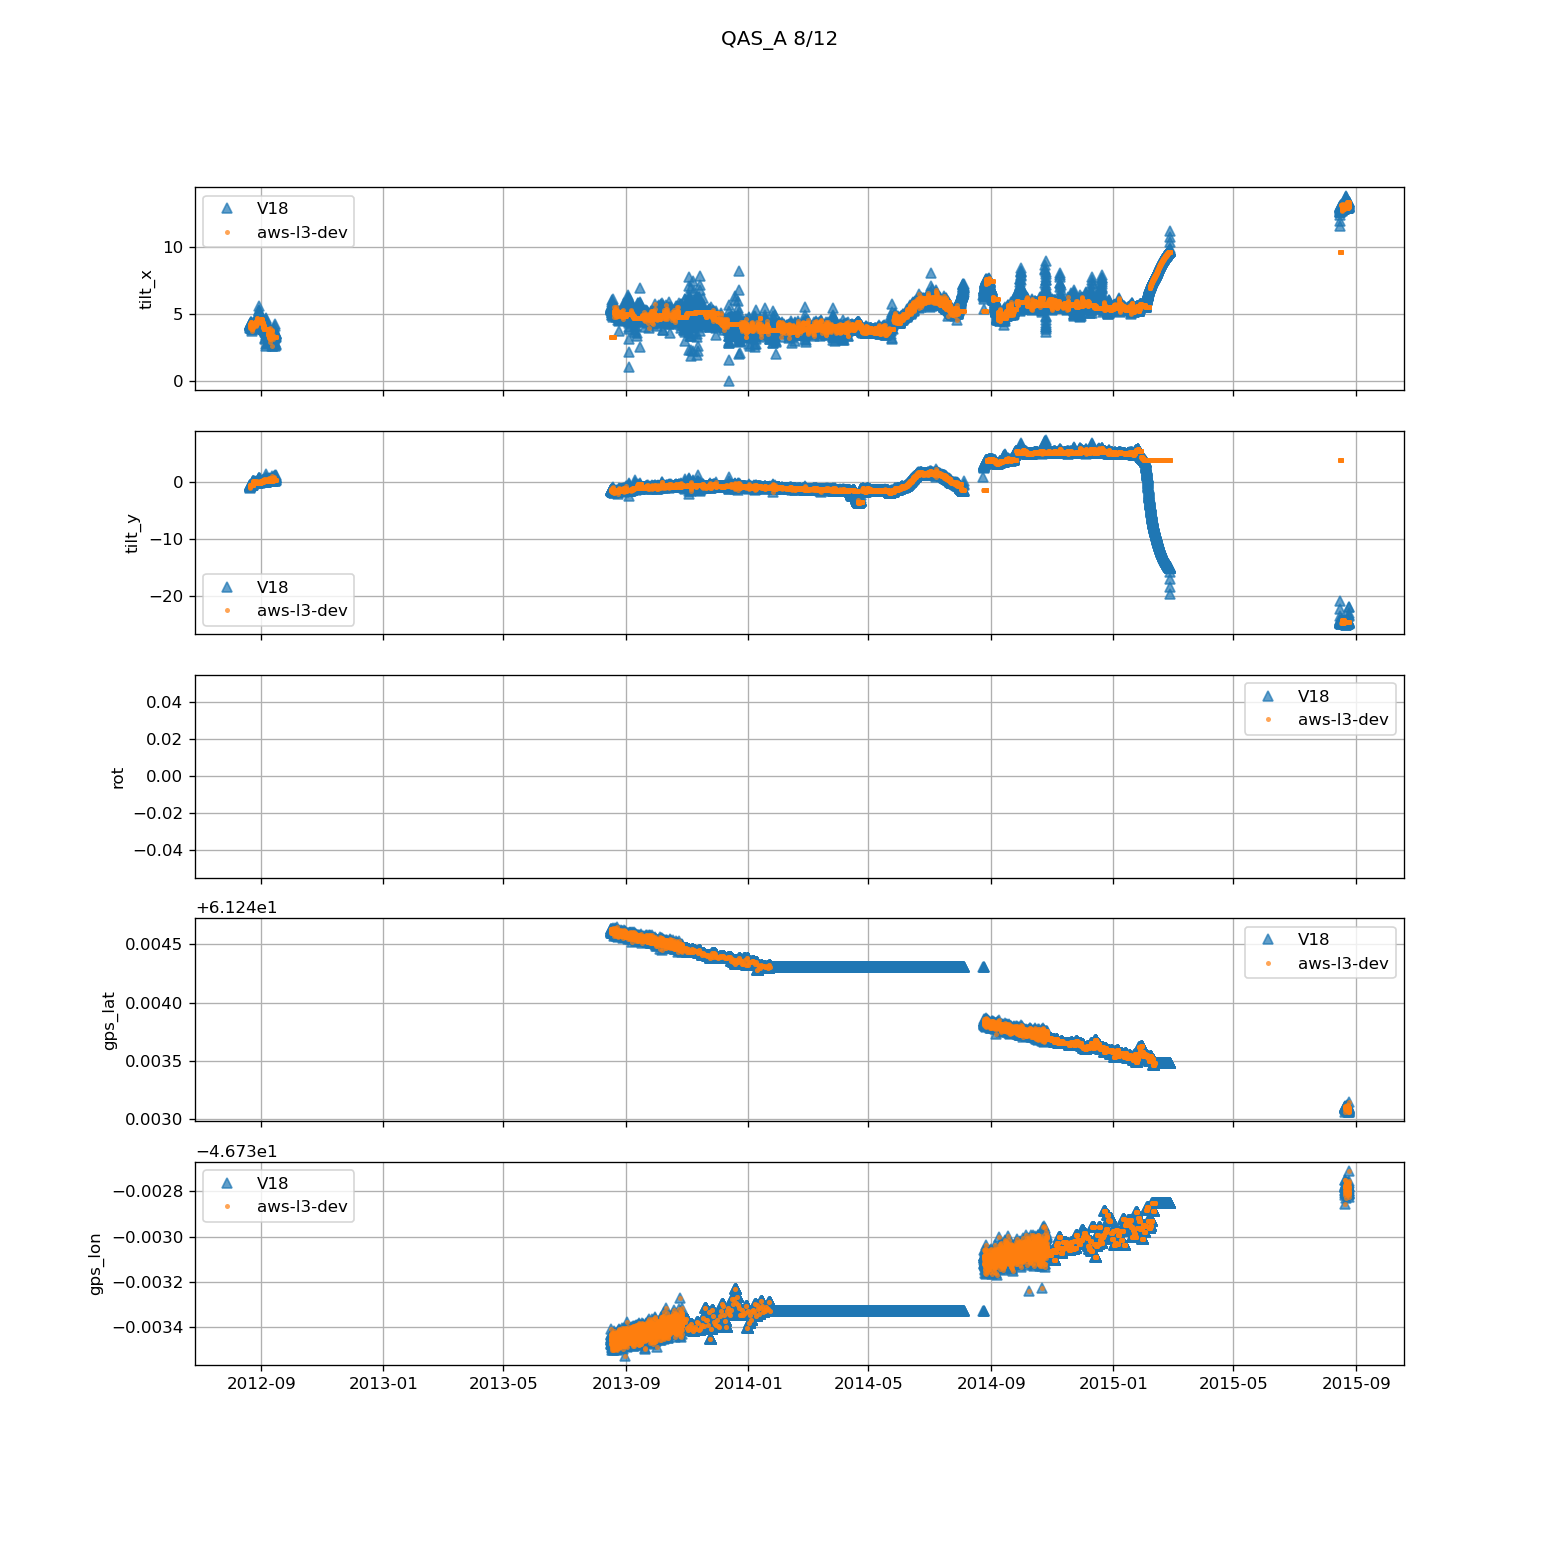 QAS_A 8/12
V18
aws-l3-dev
10
5
0
tilt_x
0
−10
−20
tilt_y
V18
aws-l3-dev
0.04
0.02
0.00
−0.02
−0.04
rot
V18
aws-l3-dev
+6.124e1
0.0045
0.0040
0.0035
0.0030
gps_lat
V18
aws-l3-dev
−4.673e1
−0.0028
−0.0030
−0.0032
−0.0034
gps_lon
V18
aws-l3-dev
2012-09 2013-01 2013-05 2013-09 2014-01 2014-05 2014-09 2015-01 2015-05 2015-09